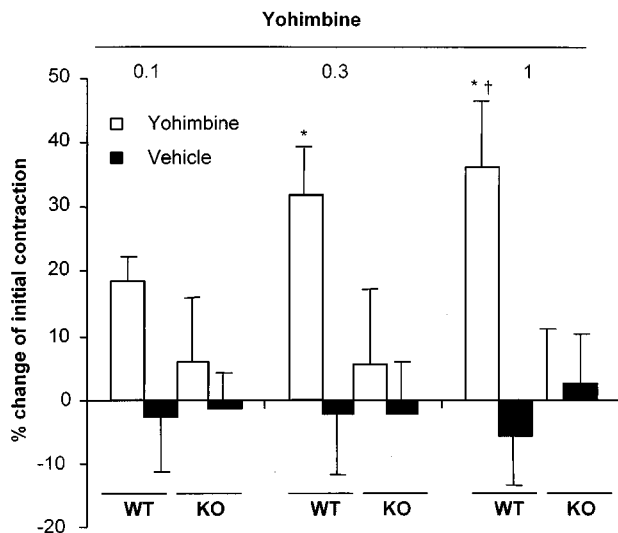 Yohimbine
0.1 0.3 1
50
40
30
20
10
0
-10
-20
% change of initial contraction
Yohimbine
Vehicle
*
* †
WT KO WT KO WT KO